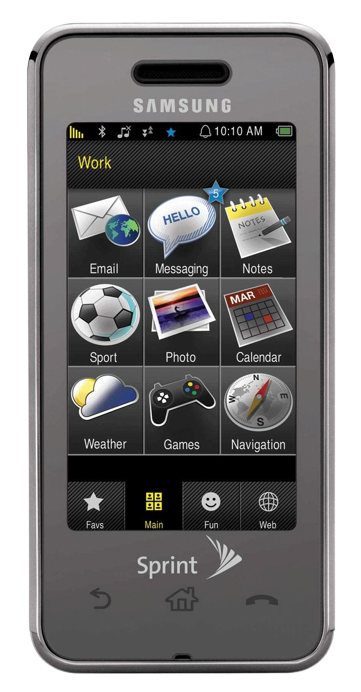 SAMSUNG
10:10 AM
Work
5
HELLO
NOTES
Email Messaging Notes
MAR
Sport Photo Calendar
N
W
e
S
Weather Games Navigation
Favs Main Fun Web
Sprint